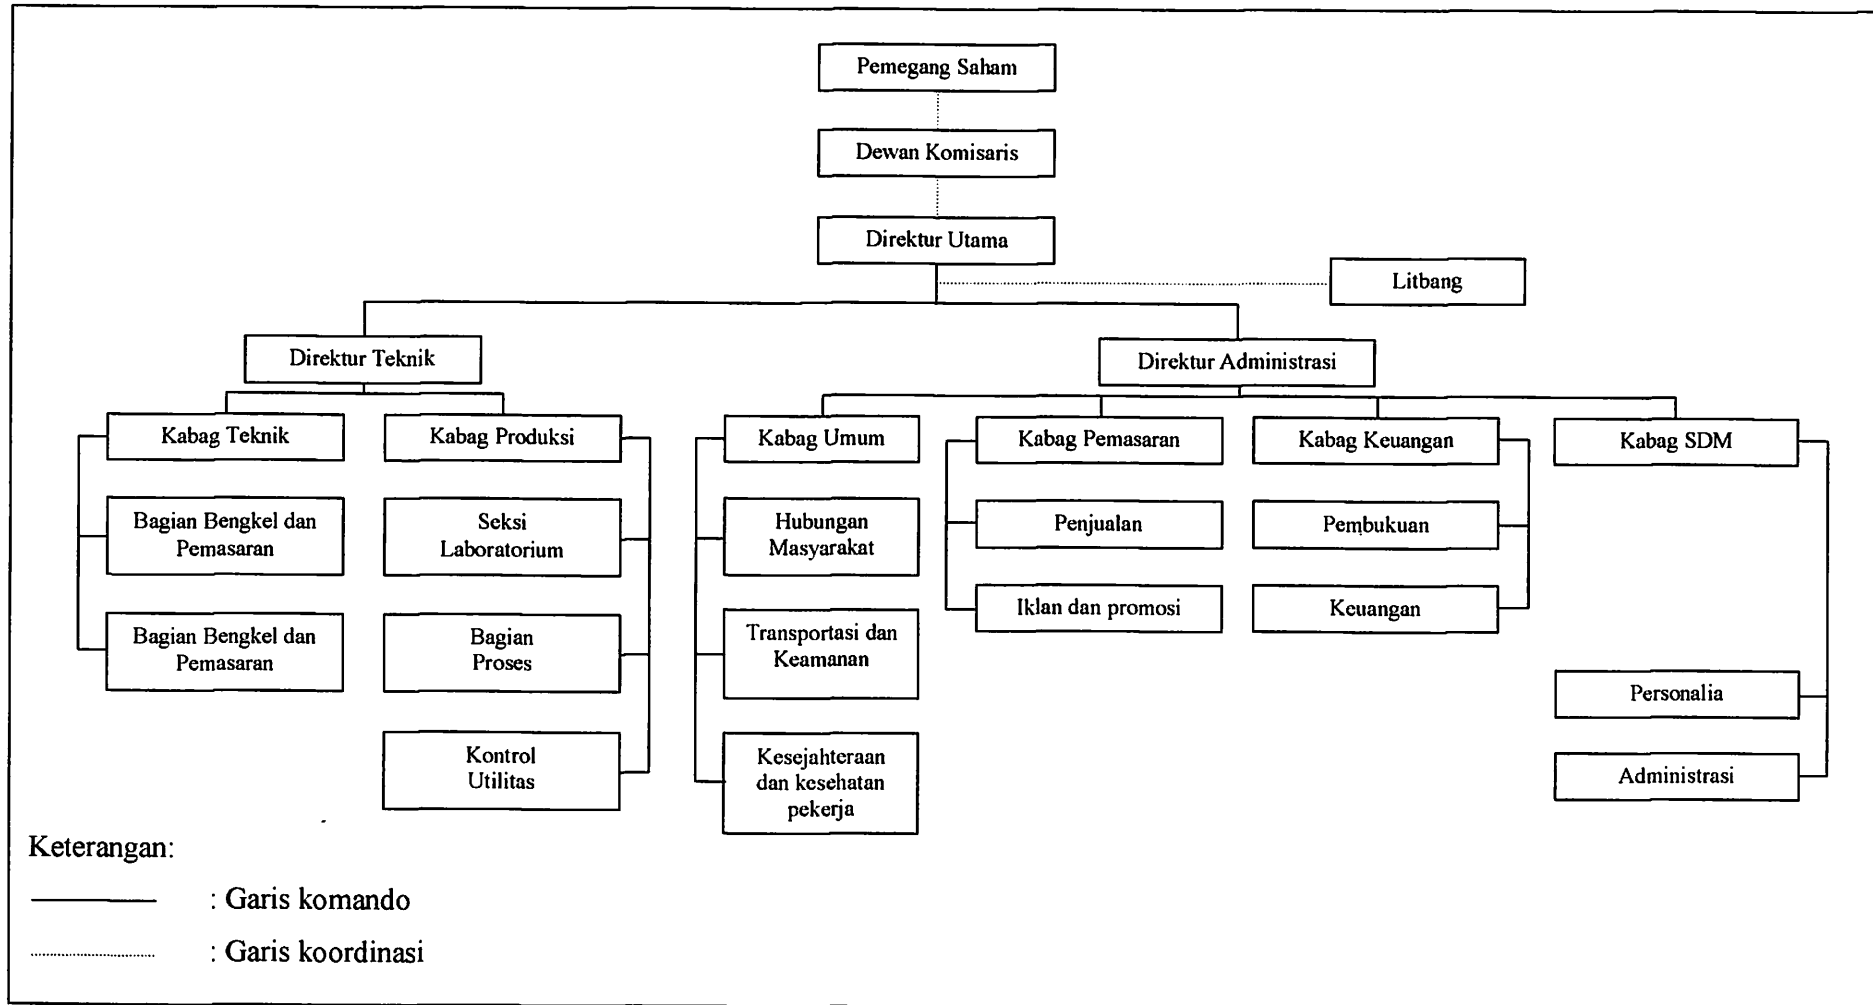 Pemegang Saham
Dewan Komisaris
Direktur Utama
Litbang
Direktur Teknik
Direktur Administrasi
Kabag Teknik
Kabag Produksi
Kabag Umum
Kabag Pemasaran
Kabag Keuangan
Kabag SDM
Bagian Bengkel dan
Pemasaran
Seksi
Laboratorium
Hubungan
Masyarakat
Penjualan
Pembukuan
Bagian Bengkel dan
Pemasaran
Bagian
Proses
Transportasi dan
Keamanan
Iklan dan promosi
Keuangan
Personalia
Kontrol
Utilitas
Kesejahteraan
dan kesehatan
pekerja
Administrasi
Keterangan:
: Garis komando
: Garis koordinasi